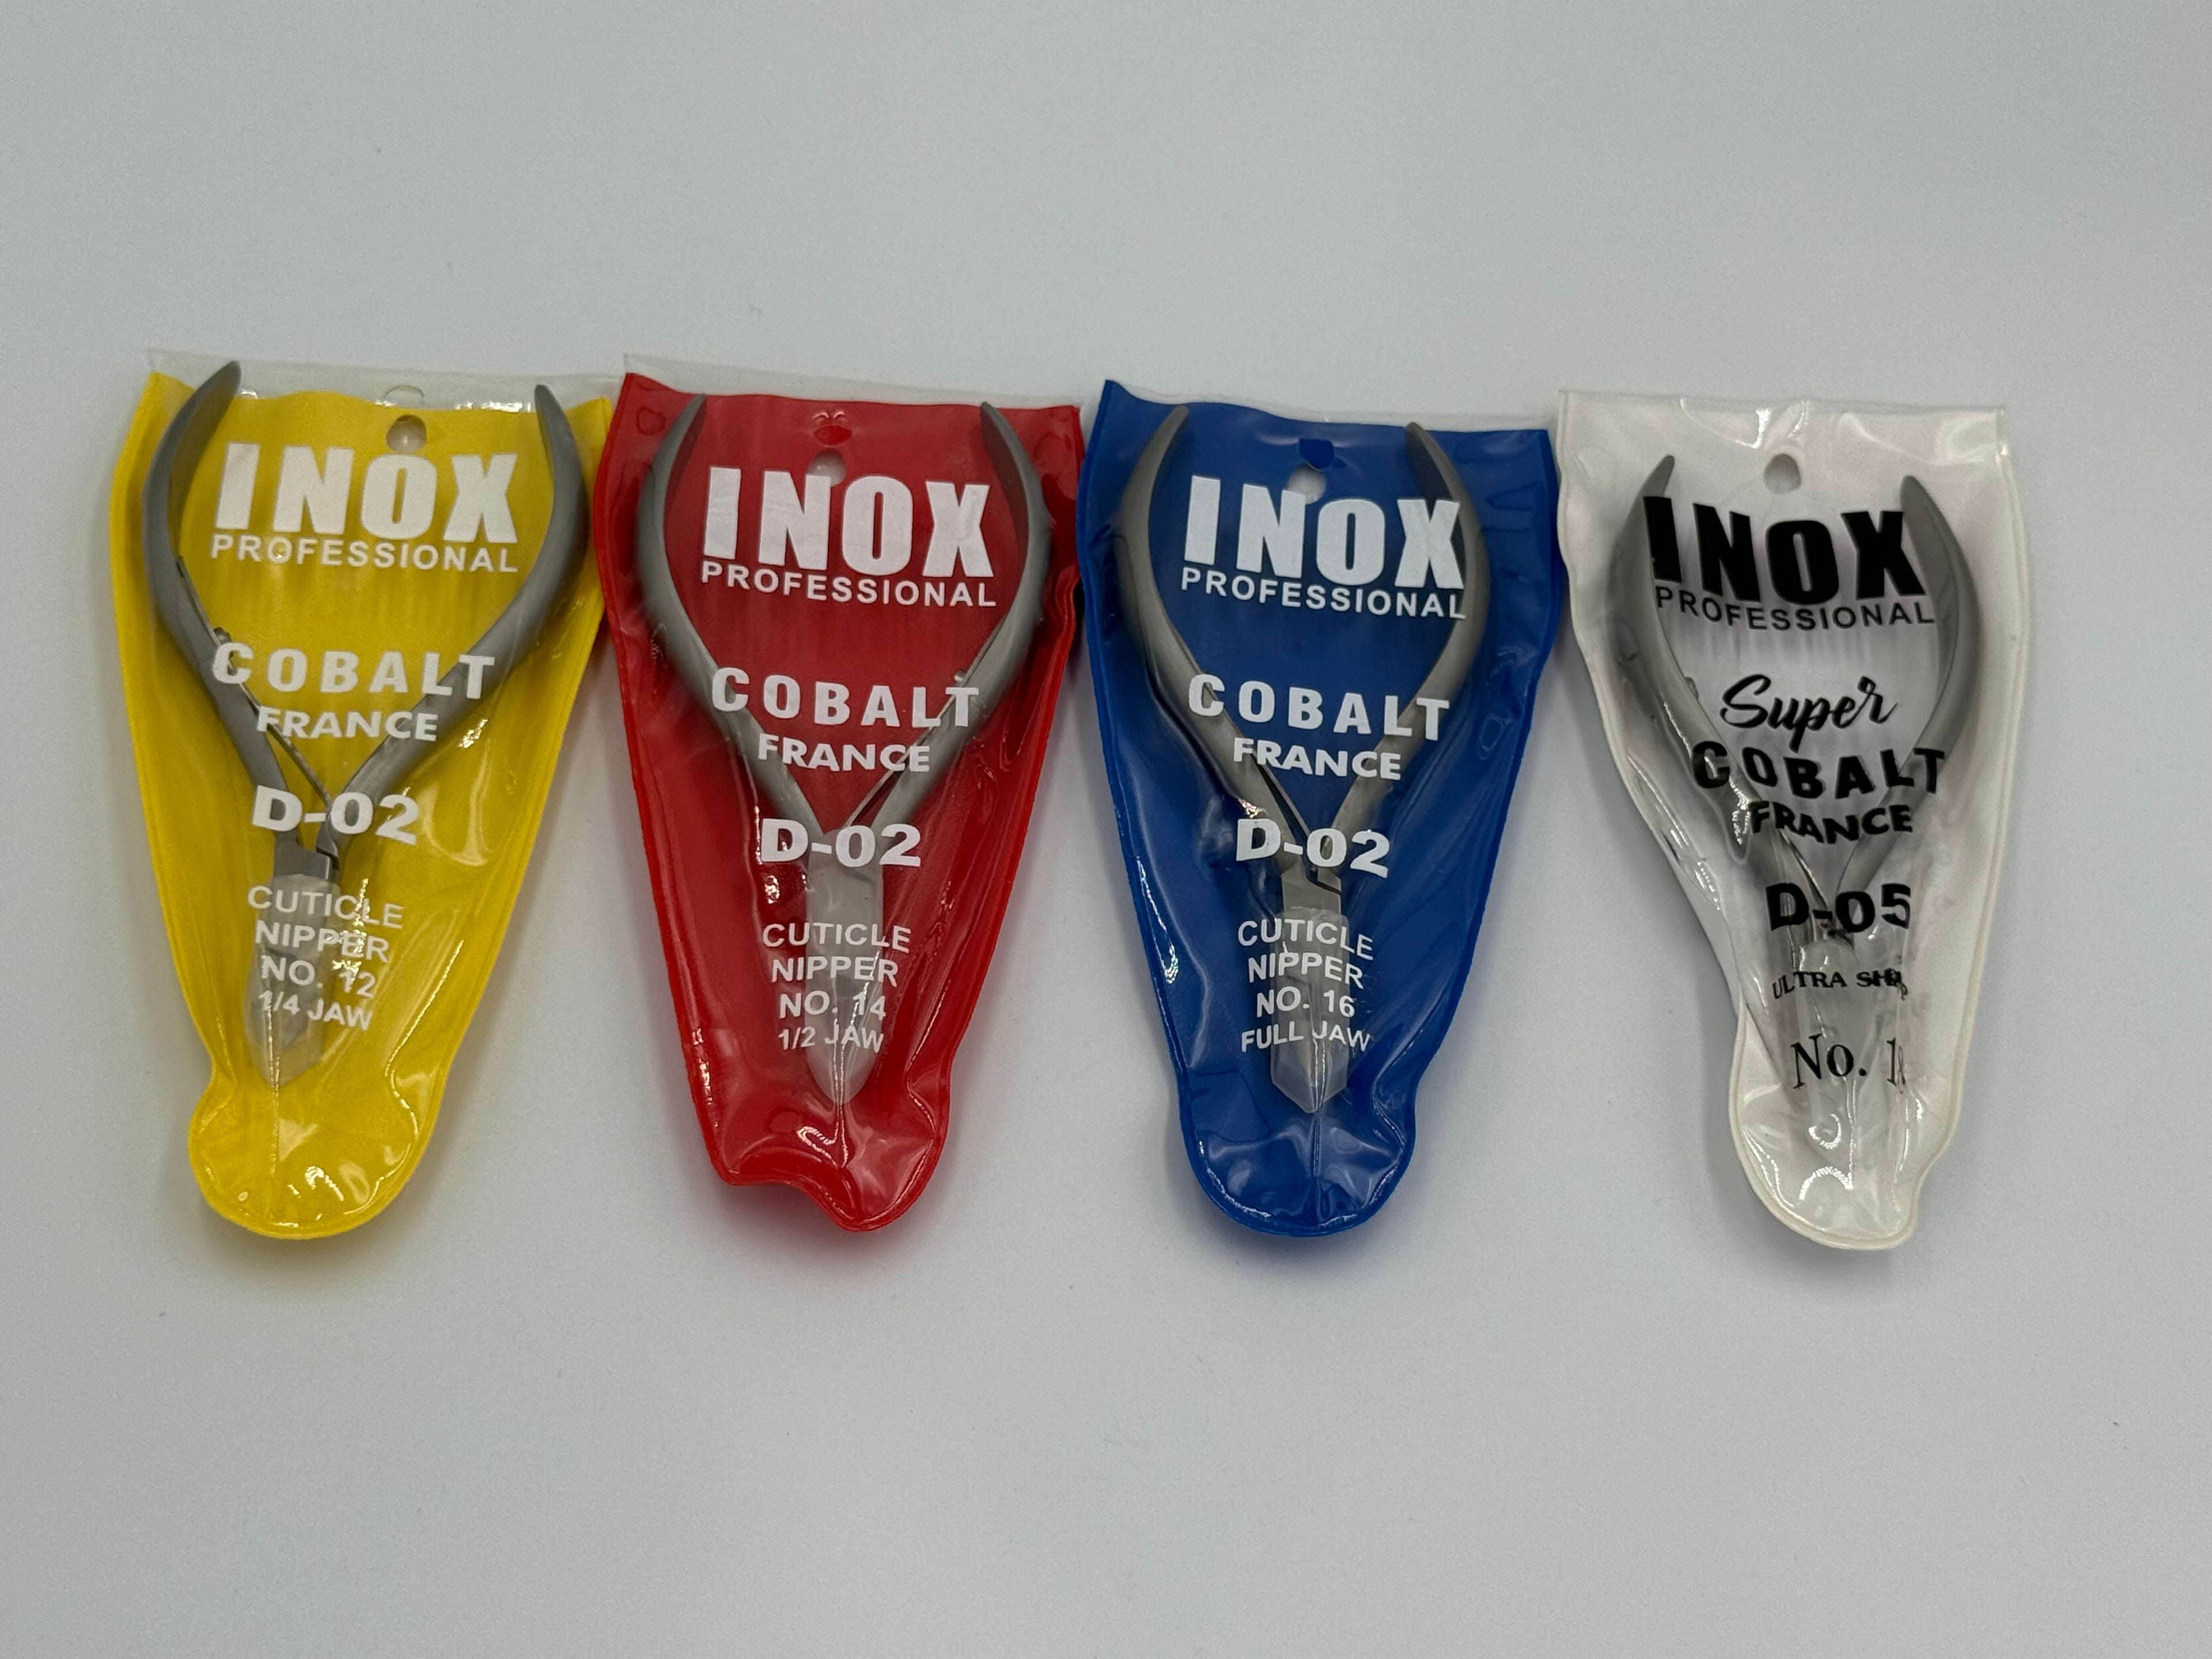 INOX
PROFESSIONAL
COBALT
FRANCE
D-02
CUTICLE
NIPPER
NO. 12
1/4 JAW
INOX
PROFESSIONAL
COBALT
FRANCE
D-02
CUTICLE
NIPPER
NO. 14
1/2 JAW
INOX
PROFESSIONAL
COBALT
FRANCE
D-02
CUTICLE
NIPPER
NO. 16
FULL JAW
INOX
PROFESSIONAL
Super
COBALT
FRANCE
D-05
ULTRA
No.